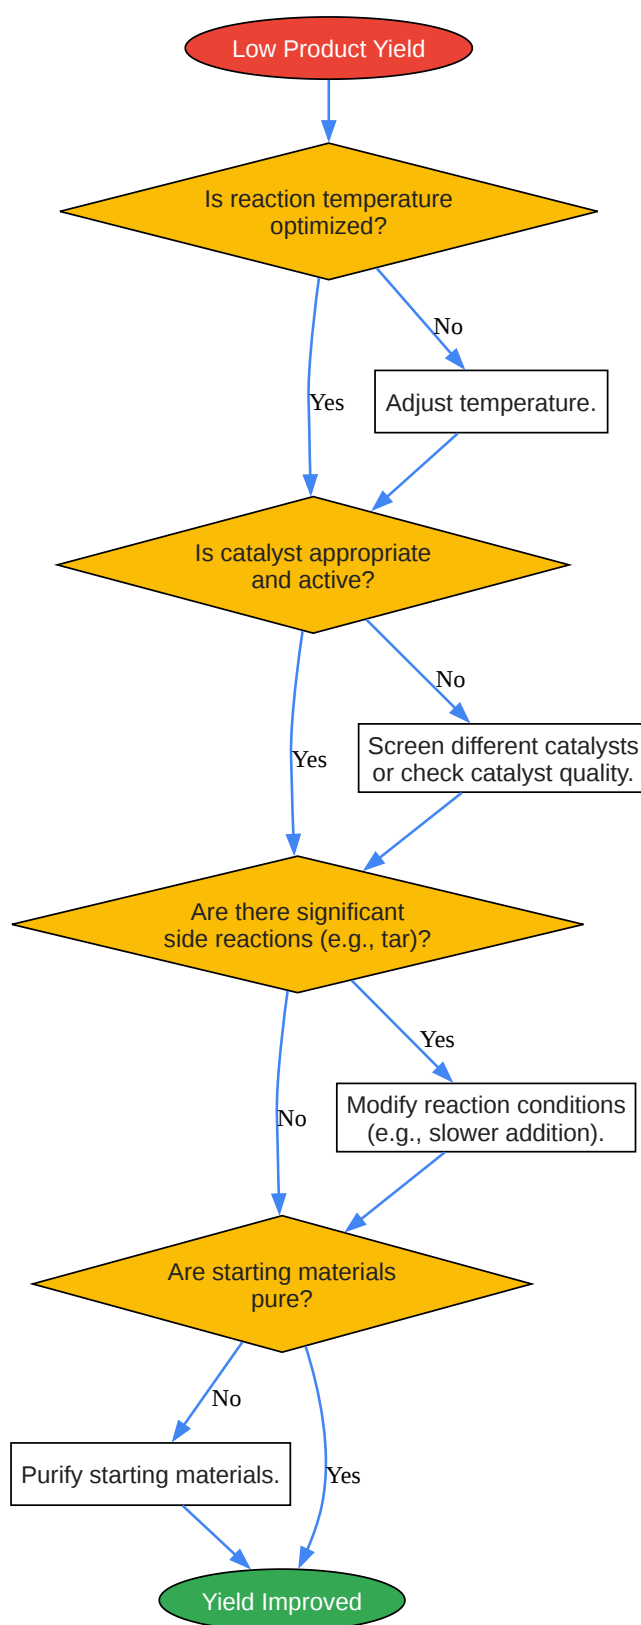 Low Product Yield
Is reaction temperature
optimized?
No
Yes
Adjust temperature.
Is catalyst appropriate
and active?
No
Yes
Screen different catalysts
or check catalyst quality.
Are there significant
side reactions (e.g., tar)?
Yes
No
Modify reaction conditions
(e.g., slower addition).
Are starting materials
pure?
No
Yes
Purify starting materials.
Yield Improved